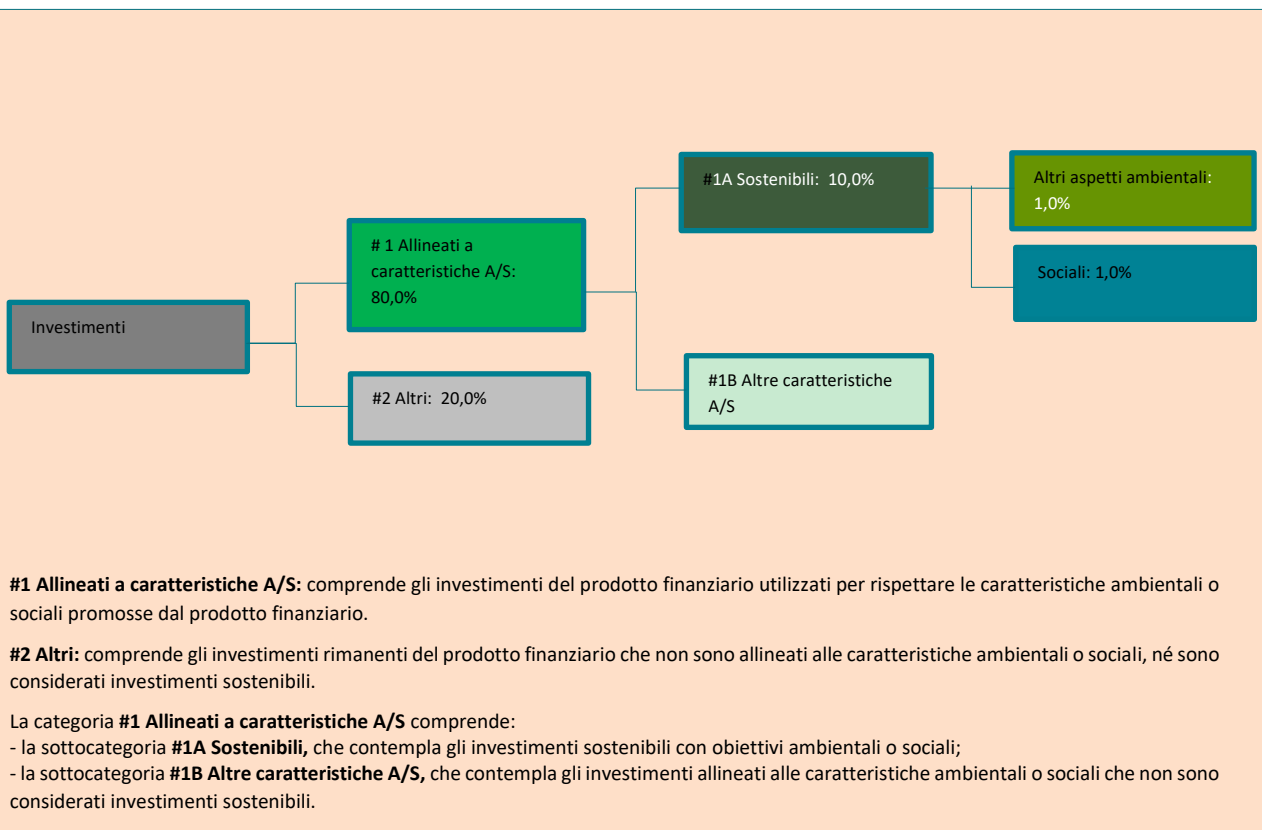 #1A Sostenibili: 10,0%
Altri aspetti ambientali:
1,0%
# 1 Allineati a
caratteristiche A/S:
80,0%
Sociali: 1,0%
Investimenti
#2 Altri: 20,0%
#1B Altre caratteristiche
A/S
#1 Allineati a caratteristiche A/S: comprende gli investimenti del prodotto finanziario utilizzati per rispettare le caratteristiche ambientali o
sociali promosse dal prodotto finanziario.
#2 Altri: comprende gli investimenti rimanenti del prodotto finanziario che non sono allineati alle caratteristiche ambientali o sociali, né sono
considerati investimenti sostenibili.
La categoria #1 Allineati a caratteristiche A/S comprende:
- la sottocategoria #1A Sostenibili, che contempla gli investimenti sostenibili con obiettivi ambientali o sociali;
- la sottocategoria #1B Altre caratteristiche A/S, che contempla gli investimenti allineati alle caratteristiche ambientali o sociali che non sono
considerati investimenti sostenibili.